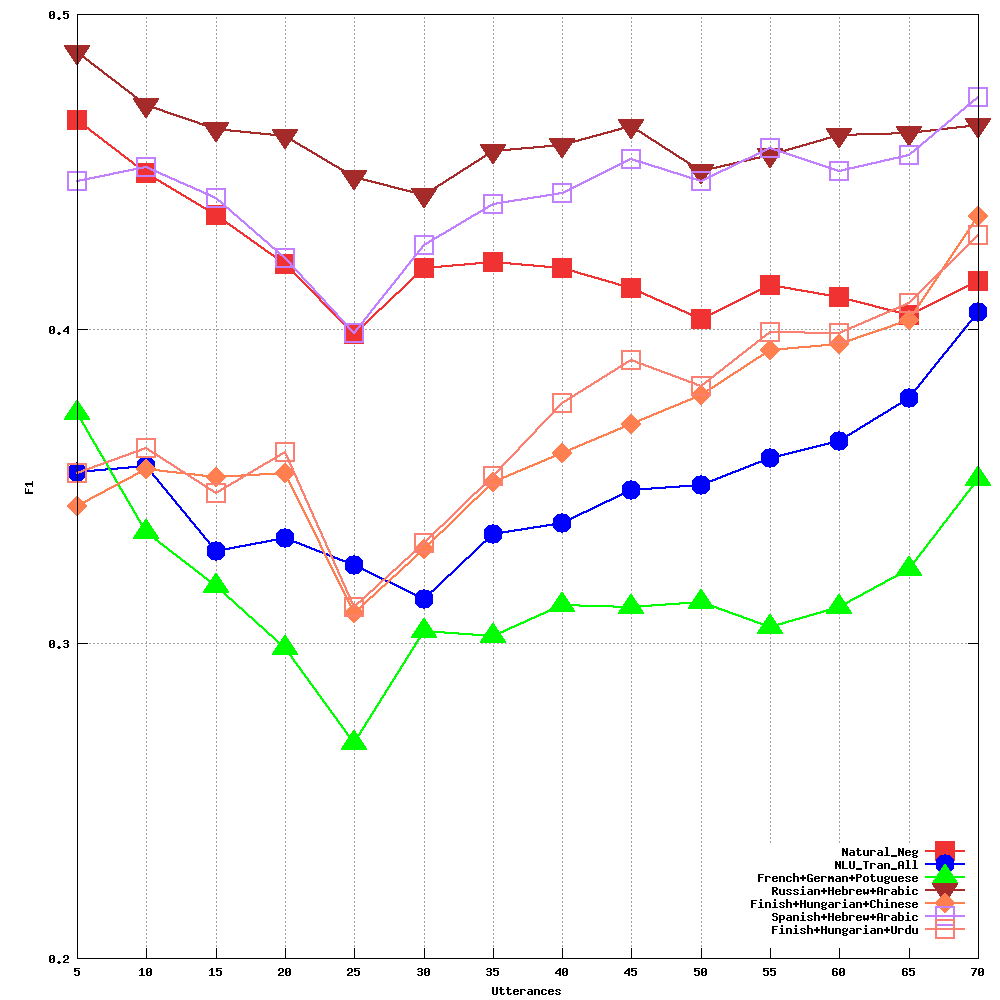 0.5
0.4
0.3
0.2
F1
Natural_Neg
NLU_Tran_All
French+German+Potuguese
Russian+Hebrew+Arabic
Finish+Hungarian+Chinese
Spanish+Hebrew+Arabic
Finish+Hungarian+Urdu
5 10 15 20 25 30 35 40 45 50 55 60 65 70
Utterances